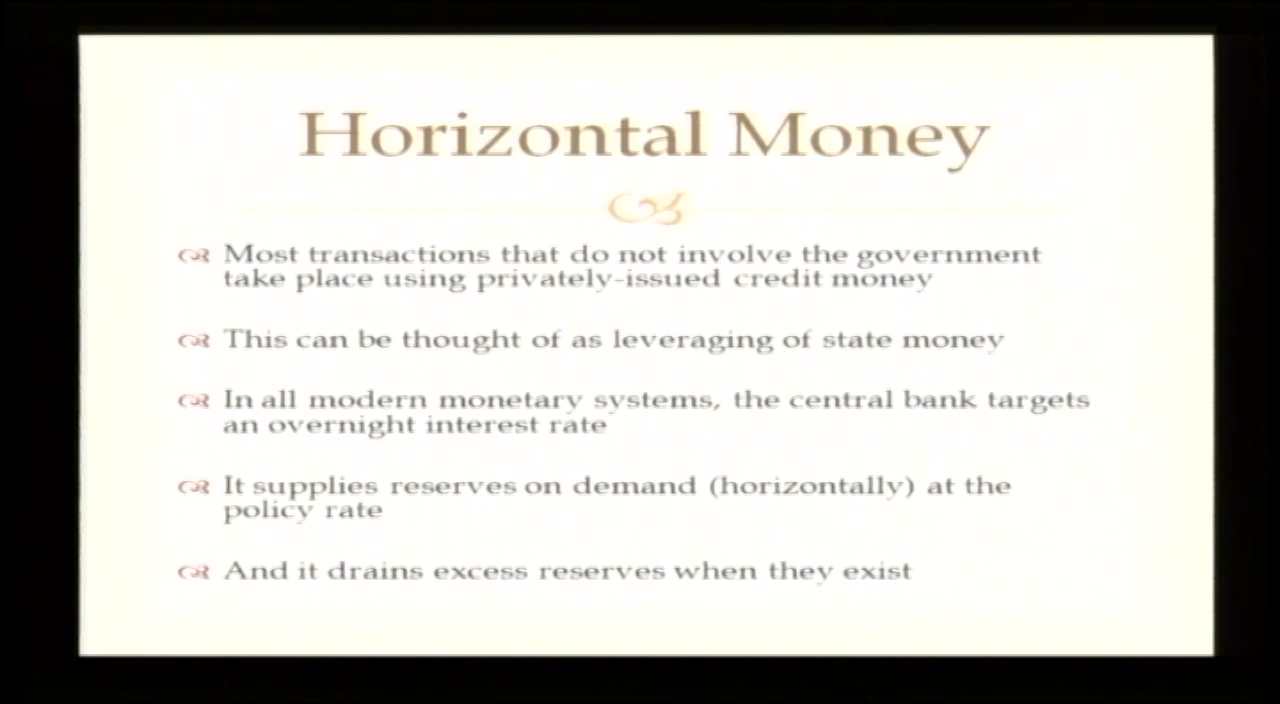 Horizontal Money
Most transactions that do not involve the government
take place using privately-issued credit money
This can be thought of as leveraging of state money
In all modern monetary systems, the central bank targets
an overnight interest rate
It supplies reserves on demand (horizontally) at the
policy rate
And it drains excess reserves when they exist